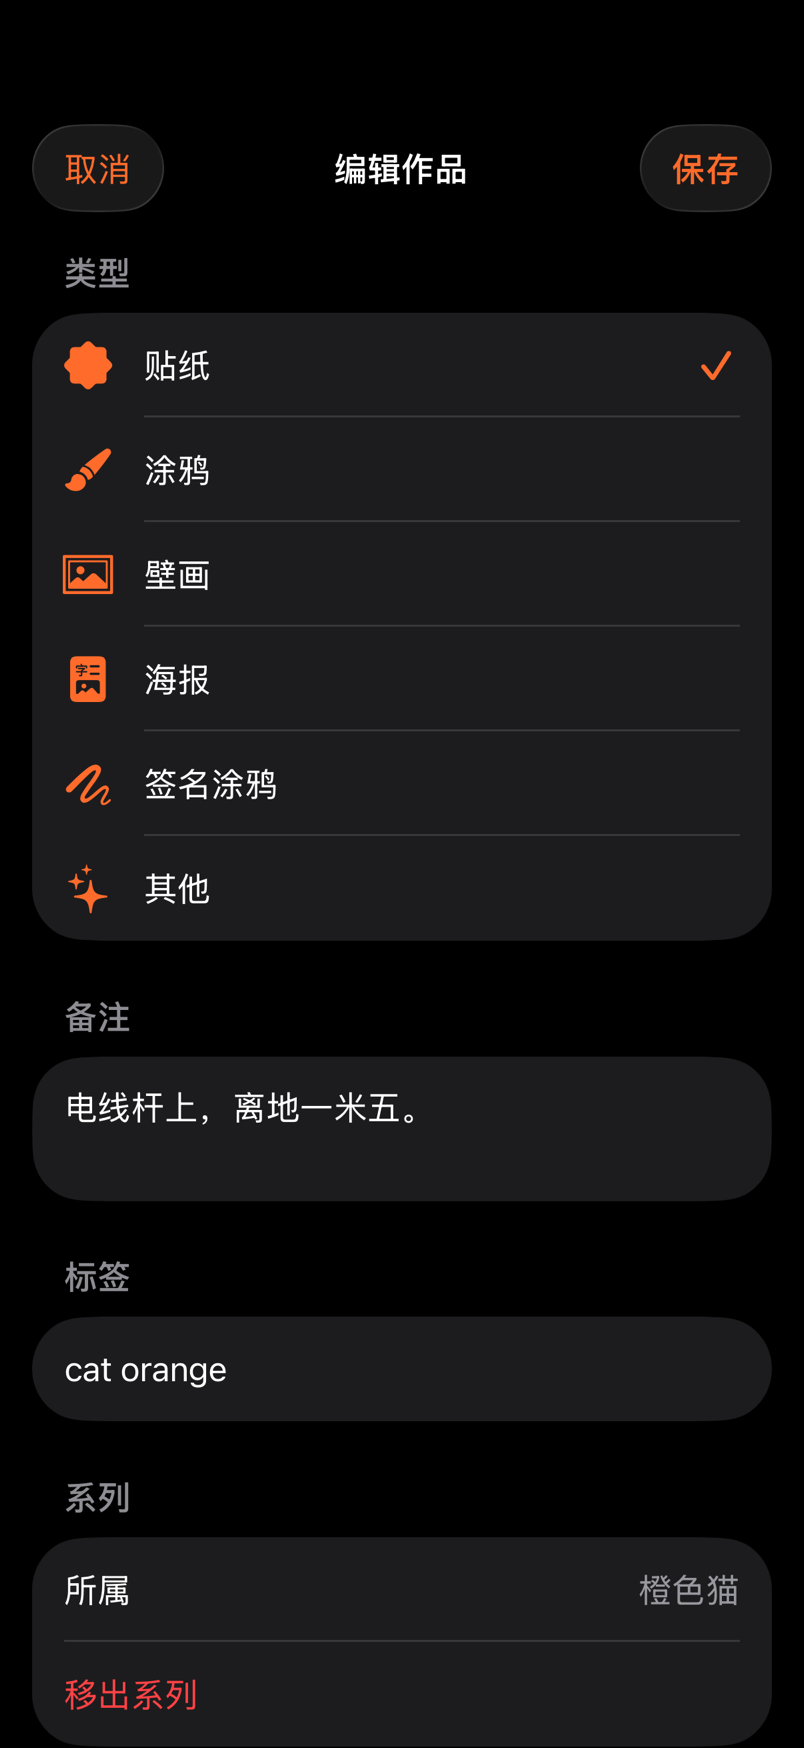 取消
编辑作品
保存
类型
贴纸
涂鸦
壁画
字
海报
签名涂鸦
其他
备注
电线杆上，离地一米五。
标签
cat orange
系列
所属
橙色猫
移出系列